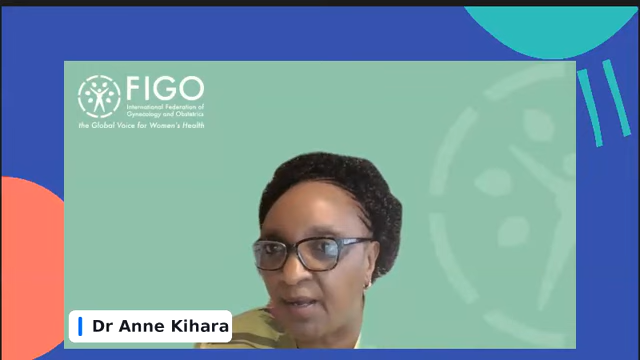 FIGO
International Federation of
Gynecology and Obstetrics
the Global Voice for Women's Health
Dr Anne Kihara